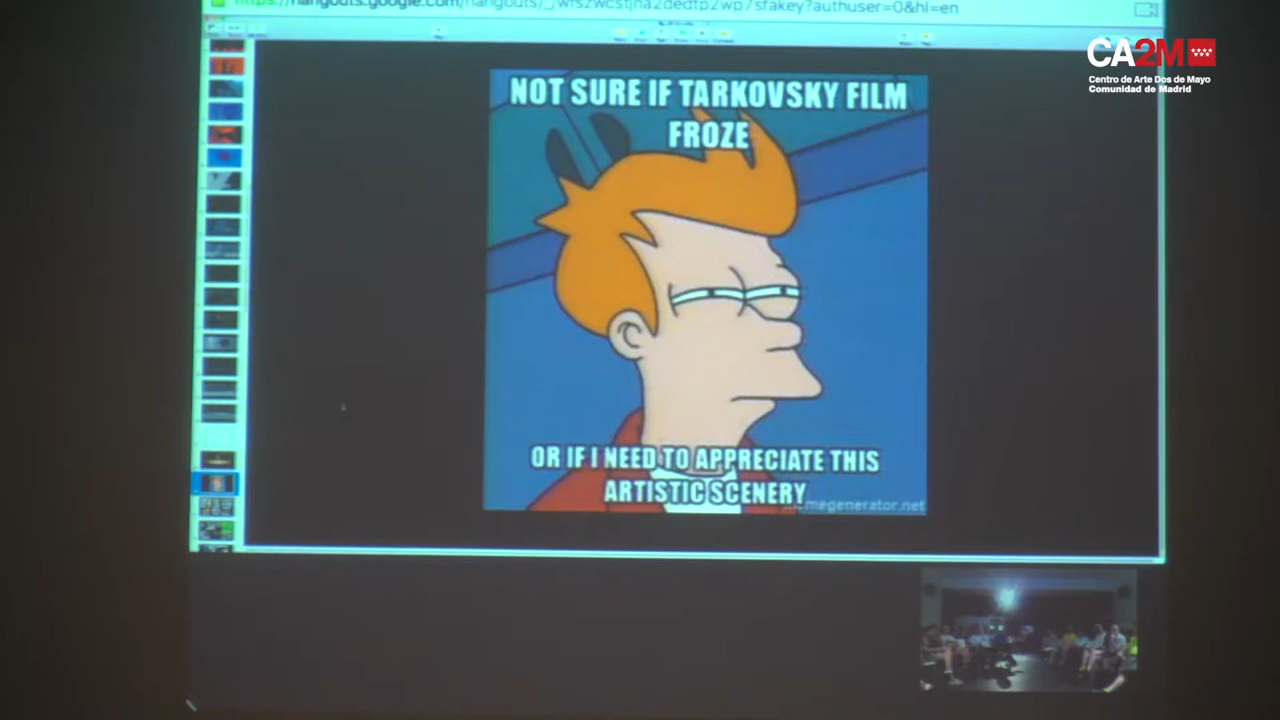 CA2M
Centro de Arte Dos de Mayo
Comunidad de Madrid
NOT SURE IF TARKOVSKY FILM
FROZE
OR IF I NEED TO APPRECIATE THIS
ARTISTIC SCENERY
memegenerator.net